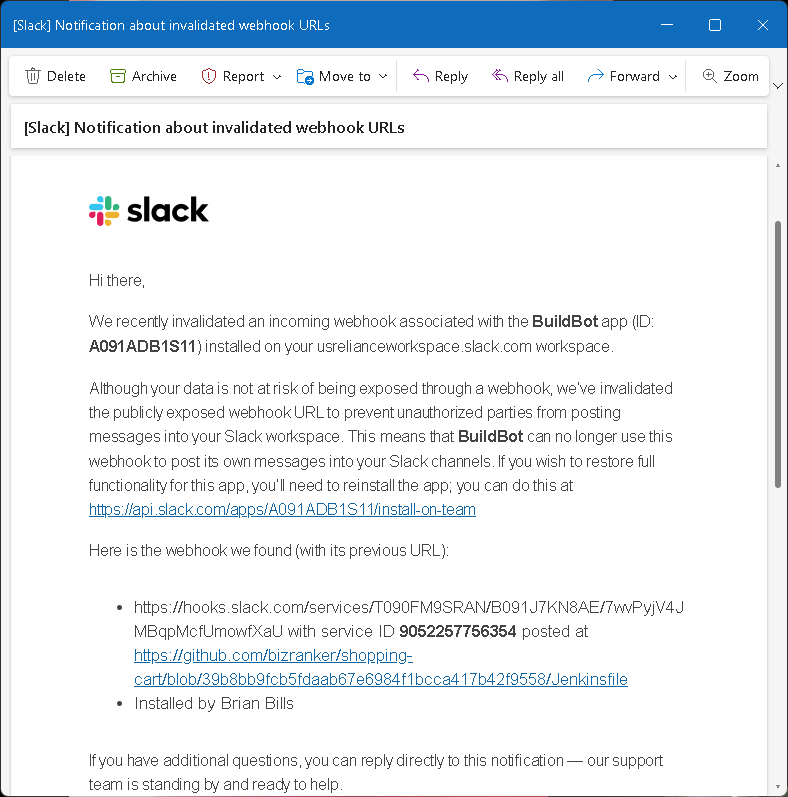 [Slack] Notification about invalidated webhook URLs
Delete Archive Report Move to Reply Reply all Forward Zoom
[Slack] Notification about invalidated webhook URLs
slack
Hi there,
We recently invalidated an incoming webhook associated with the BuildBot app (ID:
A091ADB1S11) installed on your usrelianceworkspace.slack.com workspace.
Although your data is not at risk of being exposed through a webhook, we've invalidated
the publicly exposed webhook URL to prevent unauthorized parties from posting
messages into your Slack workspace. This means that BuildBot can no longer use this
webhook to post its own messages into your Slack channels. If you wish to restore full
functionality for this app, you'll need to reinstall the app; you can do this at
https://api.slack.com/apps/A091ADB1S11/install-on-team
Here is the webhook we found (with its previous URL):
• https://hooks.slack.com/services/T090FM9SRAN/B091J7KN8AE/7wvPyjV4J
MBqpMcfUmowfXaU with service ID 9052257756354 posted at
https://github.com/bizranker/shopping-
cart/blob/39b8bb9fcb5fdaab67e6984f1bcca417b42f9558/Jenkinsfile
• Installed by Brian Bills
If you have additional questions, you can reply directly to this notification — our support
team is standing by and ready to help.